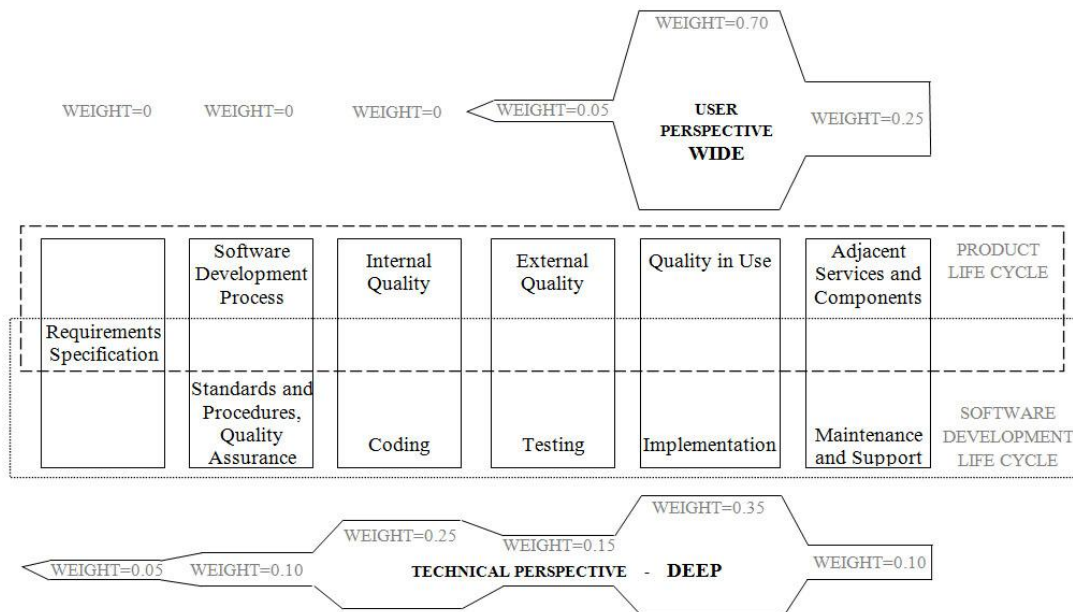 WEIGHT=0.70
WEIGHT=0
WEIGHT=0
WEIGHT=0
WEIGHT=0.05
USER
PERSPECTIVE
WIDE
WEIGHT=0.25
Software
Development
Process
Internal
Quality
External
Quality
Quality in Use
Adjacent
Services and
Components
PRODUCT
LIFE CYCLE
Requirements
Specification
Standards and
Procedures,
Quality
Assurance
Coding
Testing
Implementation
Maintenance
and Support
SOFTWARE
DEVELOPMENT
LIFE CYCLE
WEIGHT=0.05
WEIGHT=0.10
WEIGHT=0.25
WEIGHT=0.15
WEIGHT=0.35
WEIGHT=0.10
TECHNICAL PERSPECTIVE - DEEP